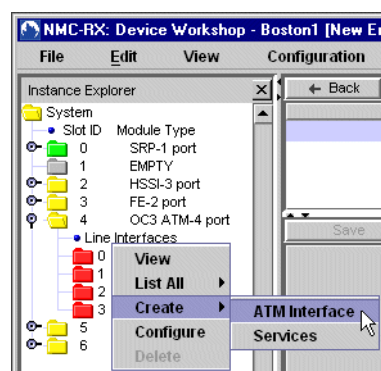 NMC-RX: Device Workshop - Boston1 [New En
File Edit View Configuration
Instance Explorer
← Back
System
Slot ID Module Type
0 SRP-1 port
1 EMPTY
2 HSSI-3 port
3 FE-2 port
4 OC3 ATM-4 port
Save
Line Interfaces
0
1
2
3
View
List All
Create
Configure
Delete
ATM Interface
Services
5
6